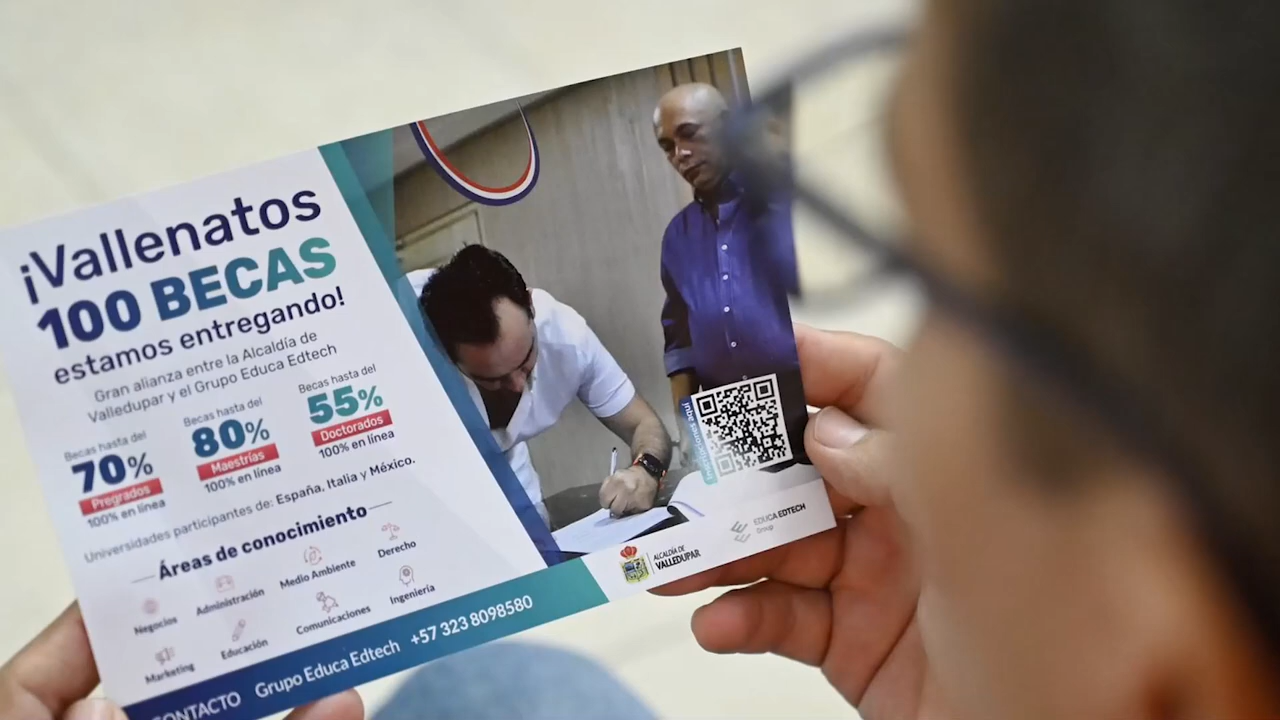 ¡Vallenatos
100 BECAS
estamos entregando!
Gran alianza entre la Alcaldía de
Valledupar y el Grupo Educa Edtech
Becas hasta del
70%
Pregrados
100% en línea
Becas hasta del
80%
Maestrías
100% en línea
Becas hasta del
55%
Doctorados
100% en línea
Universidades participantes de: España, Italia y México.
Áreas de conocimiento
Negocios
Administración
Medio Ambiente
Derecho
Marketing
Educación
Comunicaciones
Ingeniería
CONTACTO Grupo Educa Edtech +57 323 8098580
Inscripciones aquí
ALCALDÍA DE
VALLEDUPAR
EDUCA EDTECH
Group